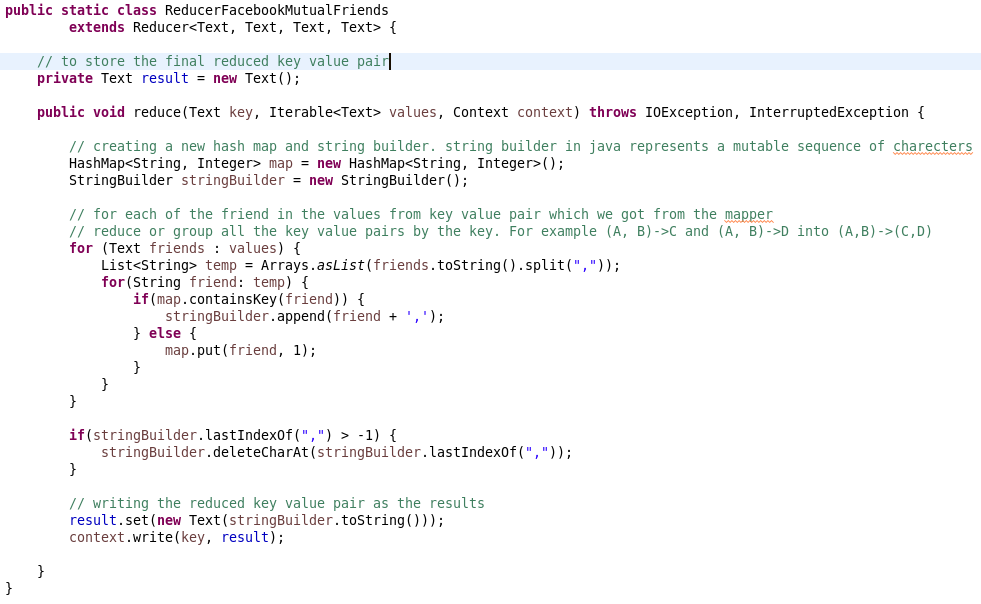 public static class ReducerFacebookMutualFriends
        extends Reducer<Text, Text, Text, Text> {
    // to store the final reduced key value pair
    private Text result = new Text();
    public void reduce(Text key, Iterable<Text> values, Context context) throws IOException, InterruptedException {
        // creating a new hash map and string builder. string builder in java represents a mutable sequence of charecters
        HashMap<String, Integer> map = new HashMap<String, Integer>();
        StringBuilder stringBuilder = new StringBuilder();
        // for each of the friend in the values from key value pair which we got from the mapper
        // reduce or group all the key value pairs by the key. For example (A, B)->C and (A, B)->D into (A,B)->(C,D)
        for (Text friends : values) {
            List<String> temp = Arrays.asList(friends.toString().split(","));
            for(String friend: temp) {
                if(map.containsKey(friend)) {
                    stringBuilder.append(friend + ',');
                } else {
                    map.put(friend, 1);
                }
            }
        }
        if(stringBuilder.lastIndexOf(",") > -1) {
            stringBuilder.deleteCharAt(stringBuilder.lastIndexOf(","));
        }
        // writing the reduced key value pair as the results
        result.set(new Text(stringBuilder.toString()));
        context.write(key, result);
    }
}